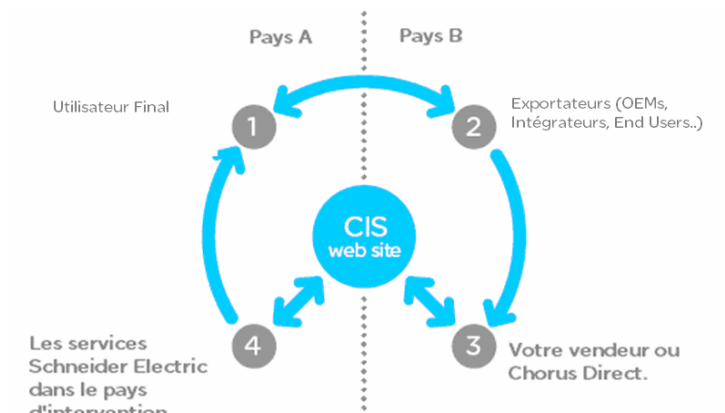 Pays A
Pays B
Utilisateur Final
1
2
Exportateurs (OEMs,
Intégrateurs, End Users..)
CIS
web site
Les services
Schneider Electric
dans le pays
d'intervention
4
3
Votre vendeur ou
Chorus Direct.